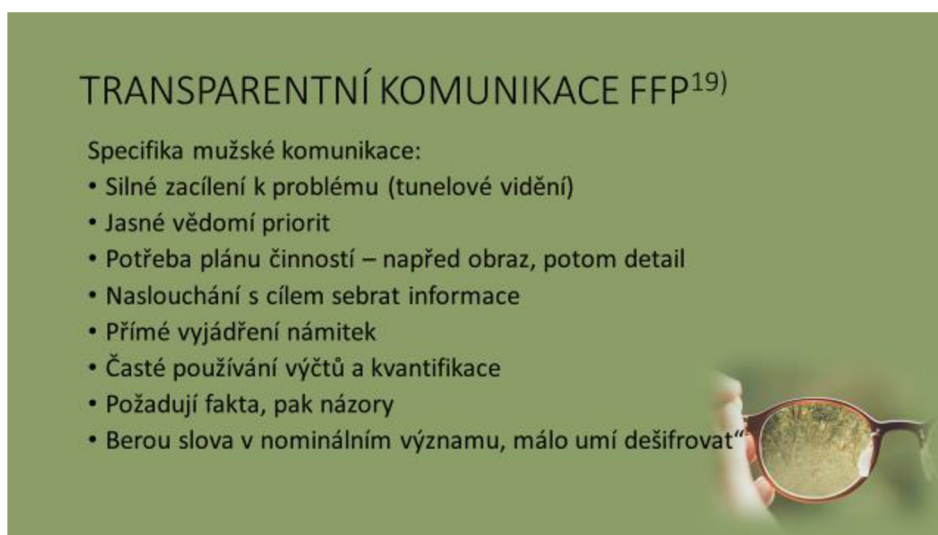 TRANSPARENTNÍ KOMUNIKACE FFP19)
Specifika mužské komunikace:
• Silné zacílení k problému (tunelové vidění)
• Jasné vědomí priorit
• Potřeba plánu činností – napřed obraz, potom detail
• Naslouchání s cílem sebrat informace
• Přímé vyjádření námitek
• Časté používání výčtů a kvantifikace
• Požadují fakta, pak názory
• Berou slova v nominálním významu, málo umí dešifrovat“